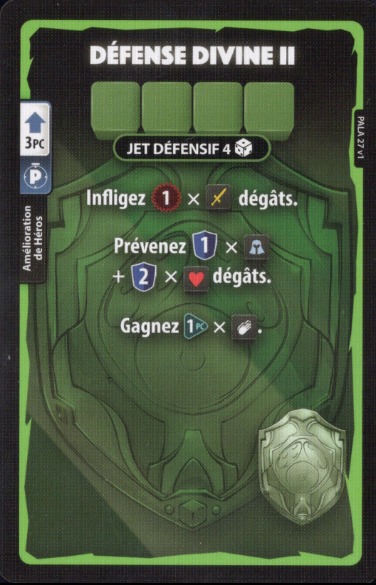 DÉFENSE DIVINE II
JET DÉFENSIF 4
3PC
P
Amélioration
de Héros
PALA 27 v1
Infligez 1 × dégâts.
Prévenez 1 ×
+ 2 × dégâts.
Gagnez 1PC × .